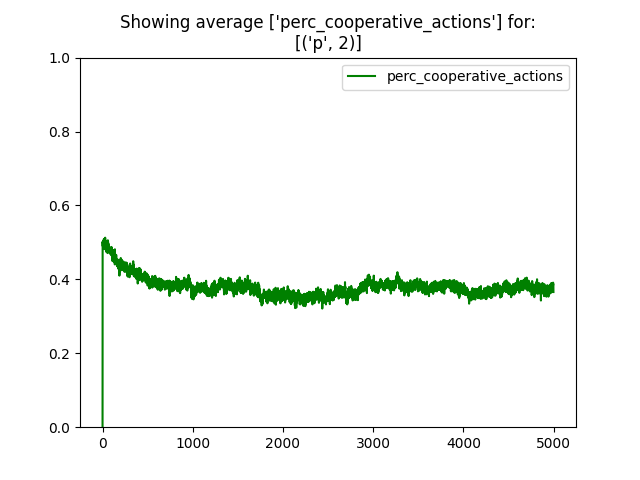 Showing average ['perc_cooperative_actions'] for:
[('p', 2)]
perc_cooperative_actions
1.0
0.8
0.6
0.4
0.2
0.0
0 1000 2000 3000 4000 5000